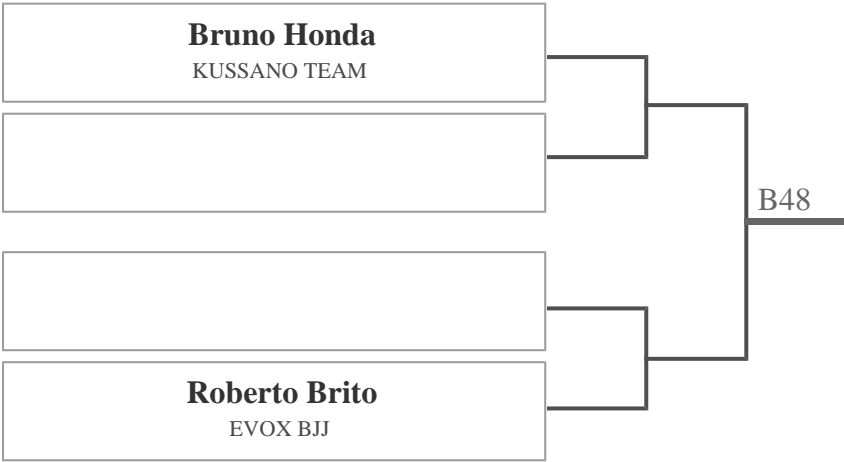 Bruno Honda
KUSSANO TEAM
B48
Roberto Brito
EVOX BJJ